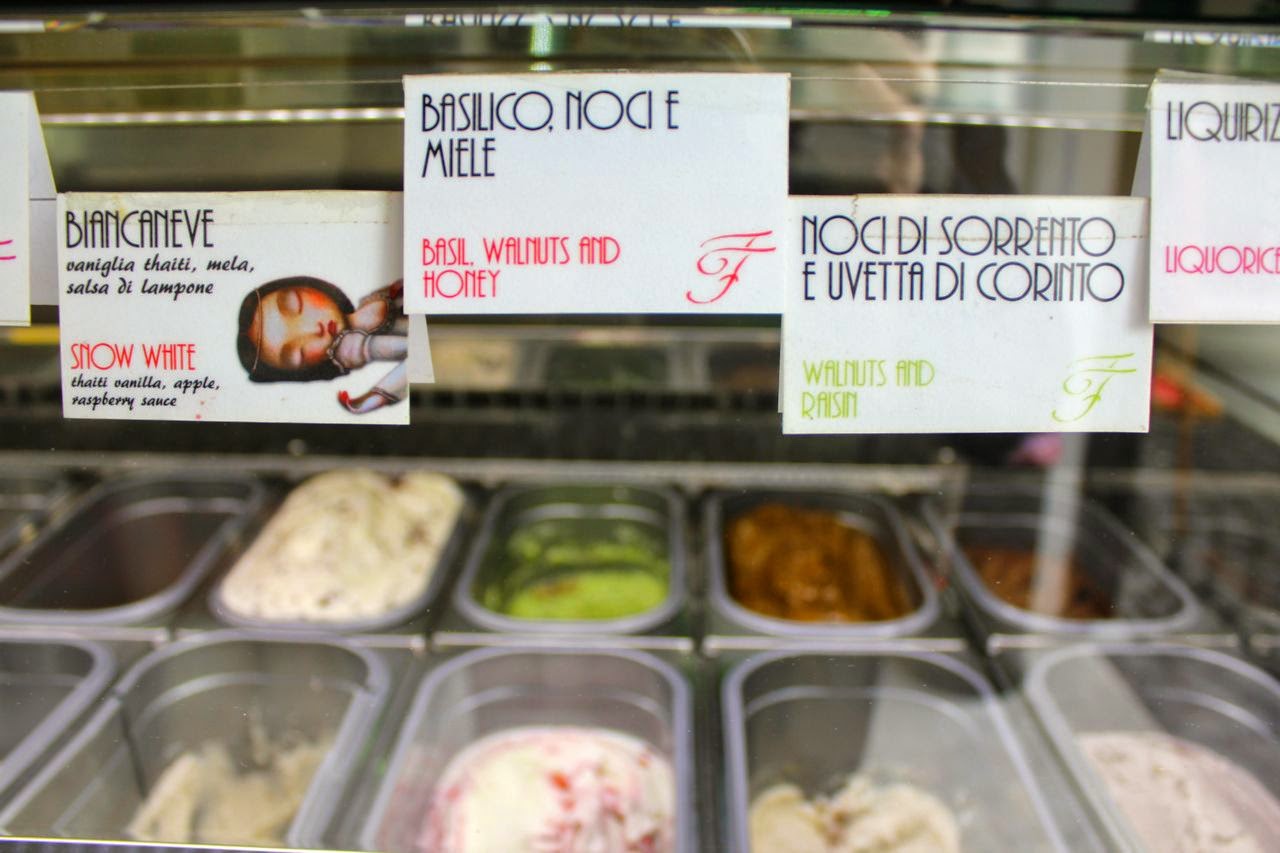 BIANCANEVE
vaniglia thaiti, mela,
salsa di lampone
SNOW WHITE
thaiti vanilla, apple,
raspberry sauce
BASILICO, NOCI E
MIELE
BASIL, WALNUTS AND
HONEY
F
NOCI DI SORRENTO
E UVETTA DI CORINTO
WALNUTS AND
RAISIN
F
LIQUIRIZ
LIQUORICE